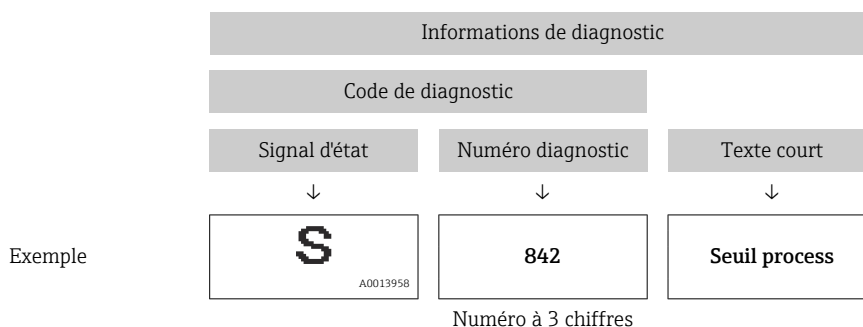 Informations de diagnostic
Code de diagnostic
Signal d'état Numéro diagnostic Texte court
↓ ↓ ↓
Exemple S 842 Seuil process
A0013958
Numéro à 3 chiffres